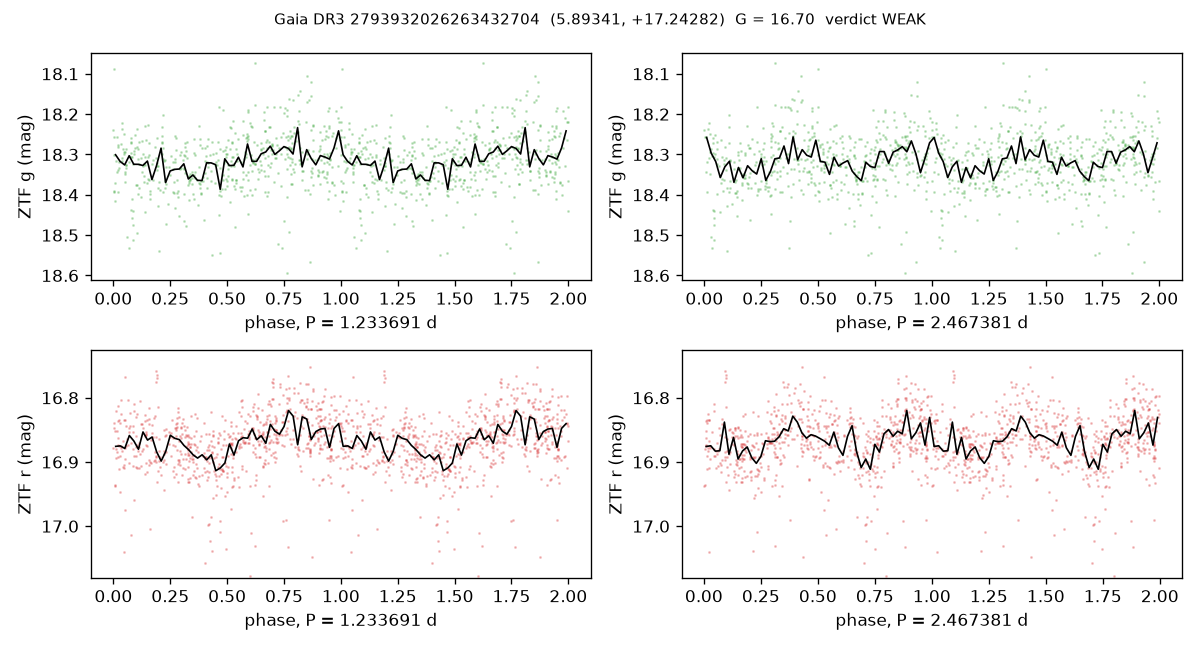 Gaia DR3 2793932026263432704  (5.89341, +17.24282)  G = 16.70  verdict WEAK
ZTF g (mag)
18.1
18.2
18.3
18.4
18.5
18.6
0.00 0.25 0.50 0.75 1.00 1.25 1.50 1.75 2.00
phase, P = 1.233691 d
ZTF g (mag)
18.1
18.2
18.3
18.4
18.5
18.6
0.00 0.25 0.50 0.75 1.00 1.25 1.50 1.75 2.00
phase, P = 2.467381 d
ZTF r (mag)
16.8
16.9
17.0
0.00 0.25 0.50 0.75 1.00 1.25 1.50 1.75 2.00
phase, P = 1.233691 d
ZTF r (mag)
16.8
16.9
17.0
0.00 0.25 0.50 0.75 1.00 1.25 1.50 1.75 2.00
phase, P = 2.467381 d